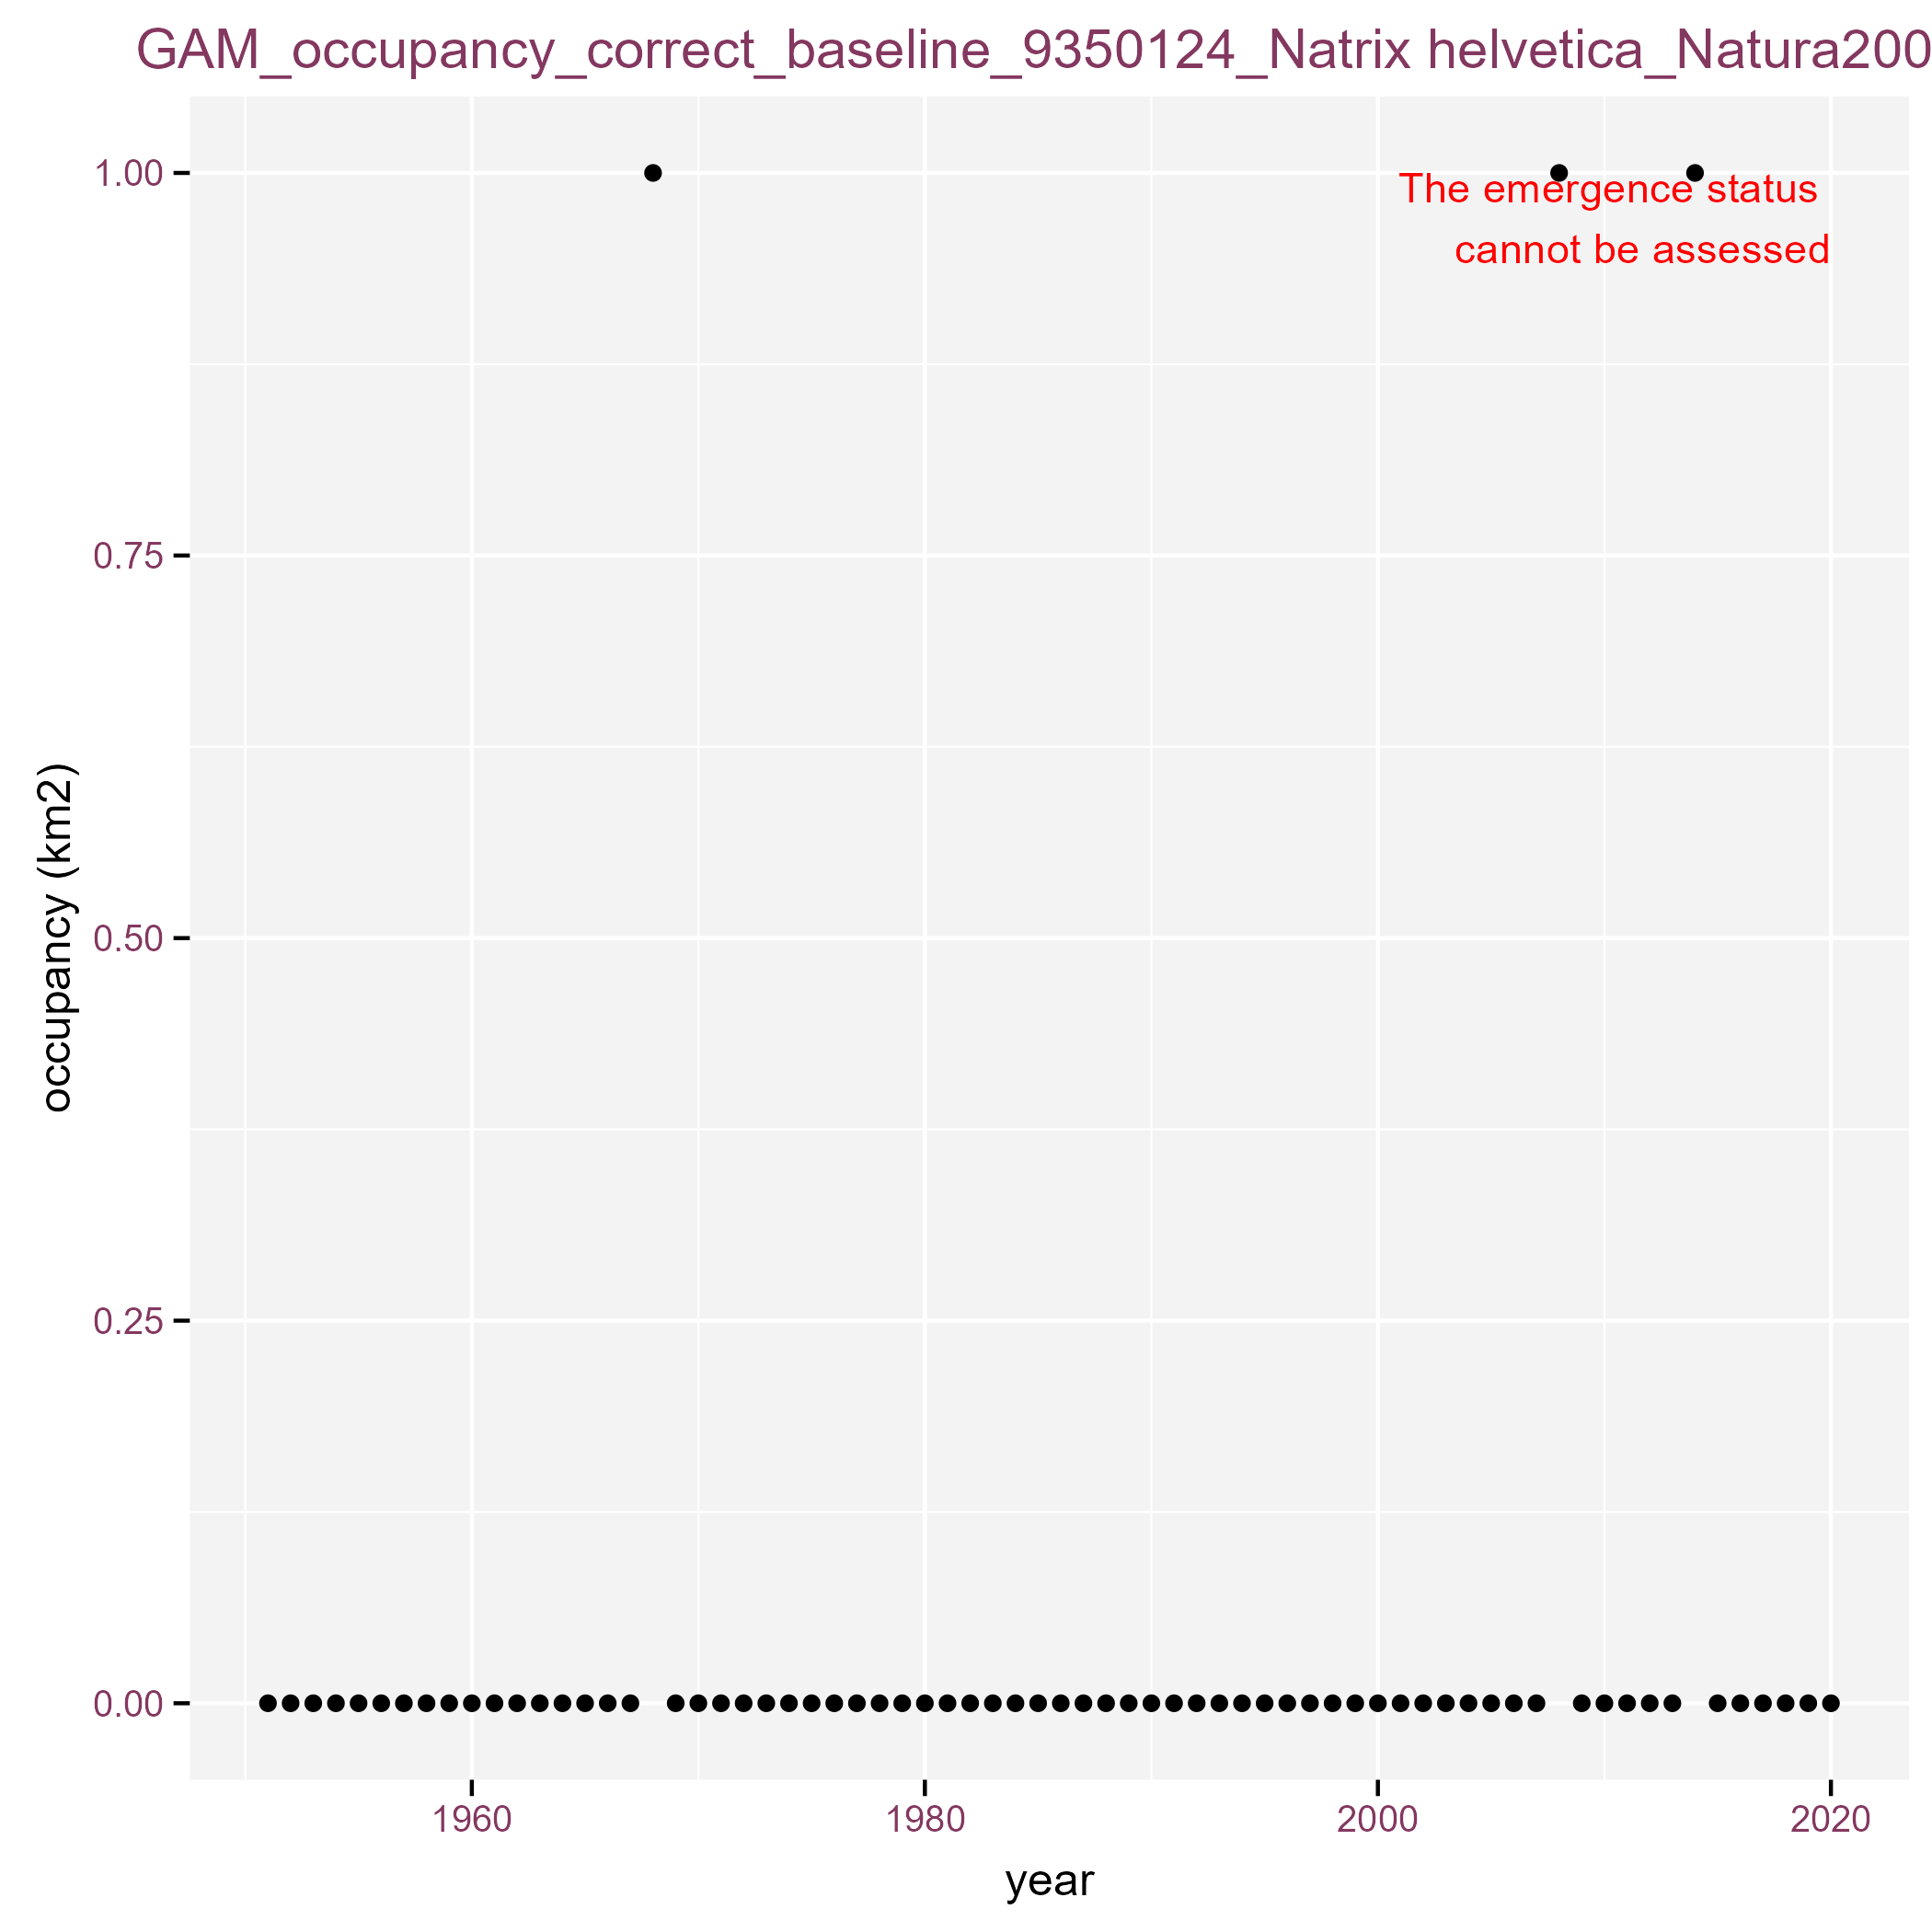 GAM_occupancy_correct_baseline_9350124_Natrix helvetica_Natura200
1.00
The emergence status
cannot be assessed
0.75
occupancy (km2)
0.50
0.25
0.00
1960 1980 2000 2020
year